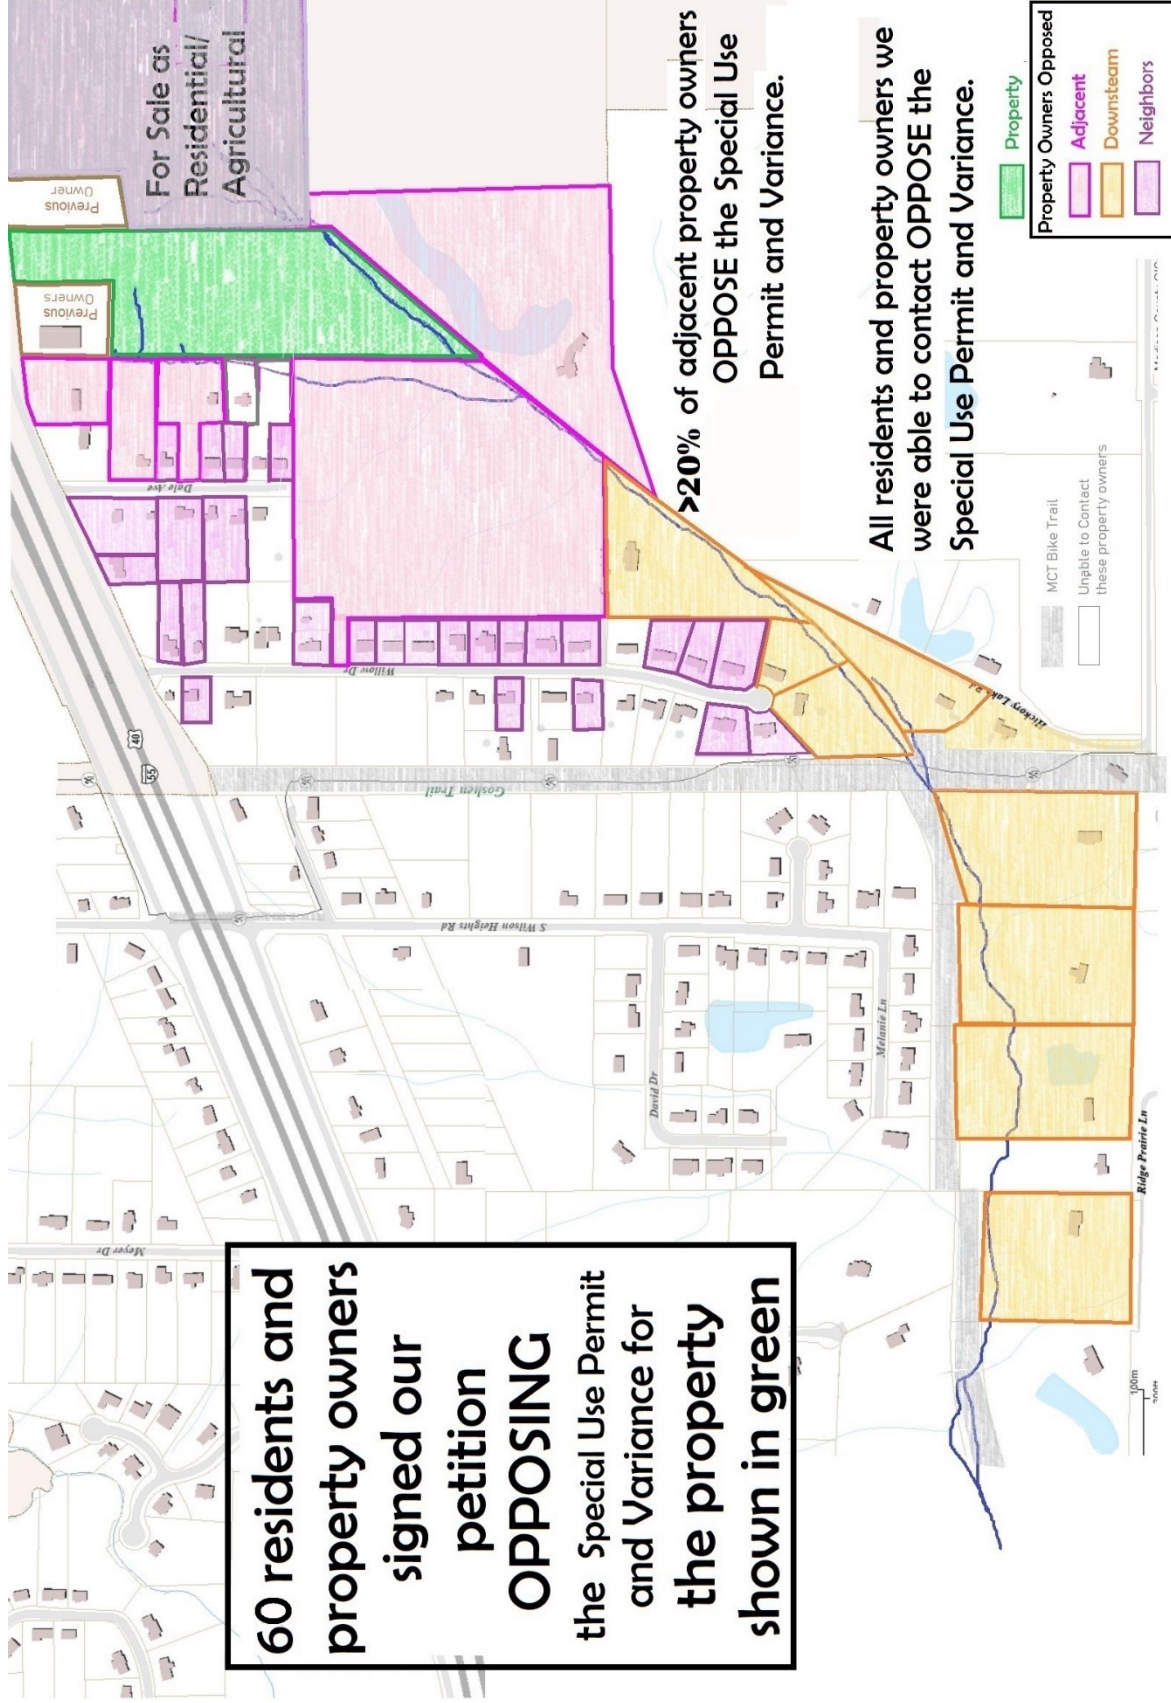 60 residents and
property owners
signed our
petition
OPPOSING
the Special Use Permit
and Variance for
the property
shown in green
For Sale as
Residential/
Agricultural
Previous
Owner
Previous
Owners
>20% of adjacent property owners
OPPOSE the Special Use
Permit and Variance.
All residents and property owners we
were able to contact OPPOSE the
Special Use Permit and Variance.
Property
Property Owners Opposed
Adjacent
Downsteam
Neighbors
MCT Bike Trail
Unable to Contact
these property owners
Meyer Dr
40
55
Dale Ave
Willow Dr
Goshen Trail
S Wilson Heights Rd
David Dr
Melanie Ln
Hickory Lake Rd
Ridge Prairie Ln
100m